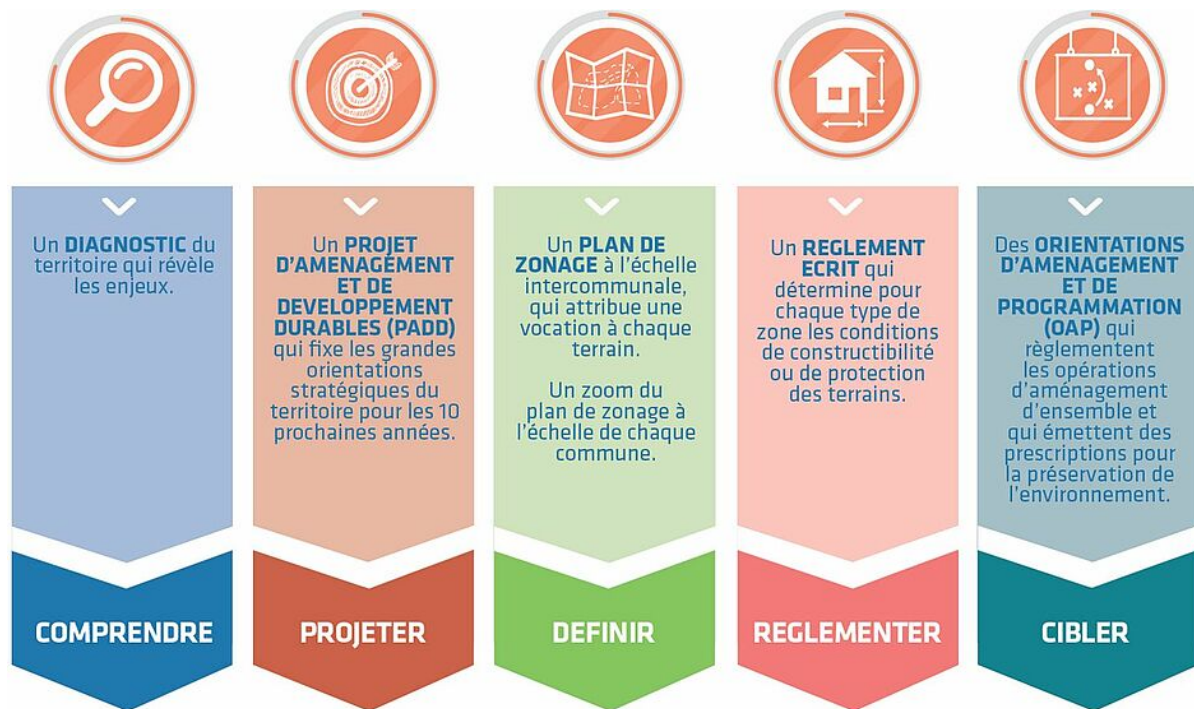 Un DIAGNOSTIC du
territoire qui révèle
les enjeux.
COMPRENDRE
Un PROJET
D'AMENAGEMENT
ET DE
DEVELOPPEMENT
DURABLES (PADD)
qui fixe les grandes
orientations
stratégiques du
territoire pour les 10
prochaines années.
PROJETER
Un PLAN DE
ZONAGE à l'échelle
intercommunale,
qui attribue une
vocation à chaque
terrain.
Un zoom du
plan de zonage à
l'échelle de chaque
commune.
DEFINIR
Un REGLEMENT
ECRIT qui
détermine pour
chaque type de
zone les conditions
de constructibilité
ou de protection
des terrains.
REGLEMENTER
Des ORIENTATIONS
D'AMENAGEMENT
ET DE
PROGRAMMATION
(OAP) qui
règlementent
les opérations
d'aménagement
d'ensemble et
qui émettent des
prescriptions pour
la préservation de
l'environnement.
CIBLER